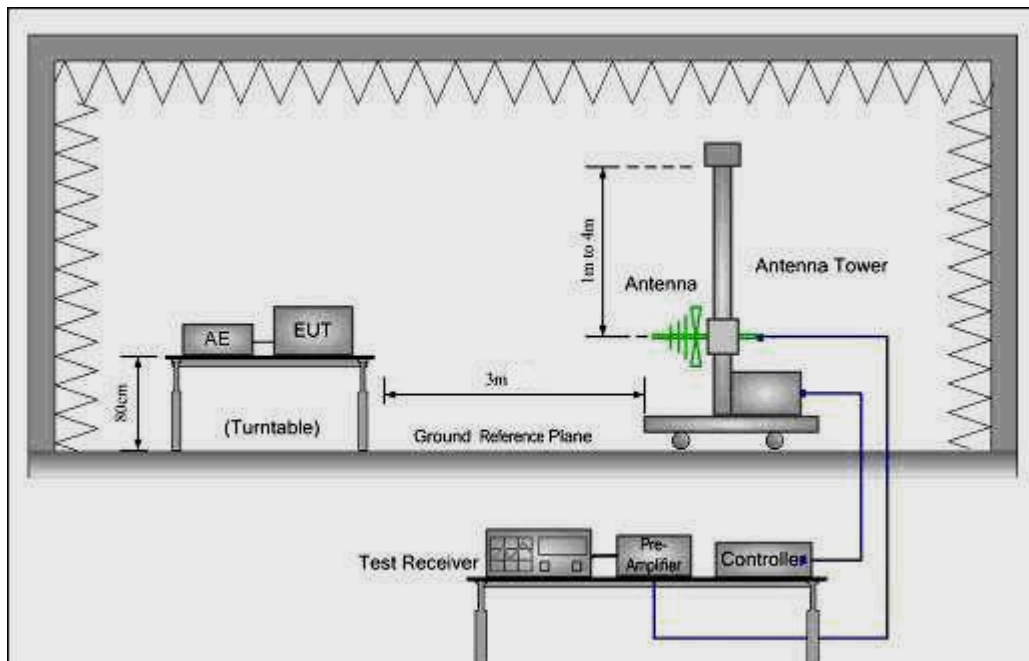 1m to 4m
Antenna
Antenna Tower
AE
EUT
80cm
3m
(Turntable)
Ground Reference Plane
Test Receiver
Pre-
Amplifier
Controller